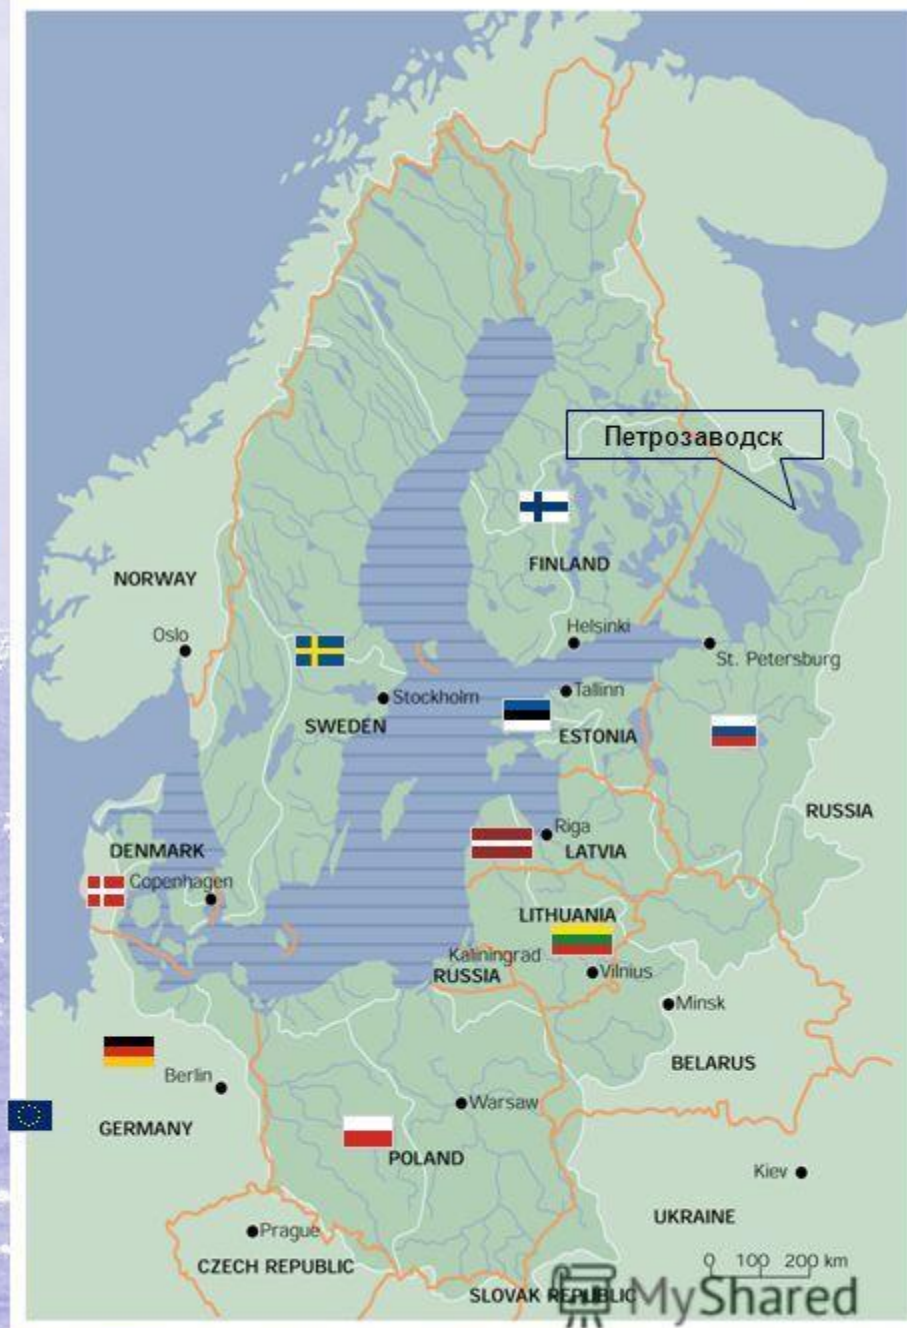 Петрозаводск
FINLAND
NORWAY
Helsinki
Oslo
St. Petersburg
Tallinn
Stockholm
SWEDEN
ESTONIA
RUSSIA
Riga
DENMARK
LATVIA
Copenhagen
LITHUANIA
Kaliningrad
RUSSIA
Vilnius
Minsk
BELARUS
Berlin
Warsaw
GERMANY
POLAND
Kiev
UKRAINE
Prague
CZECH REPUBLIC
0 100 200 km
SLOVAK REPUBLIC
MyShared